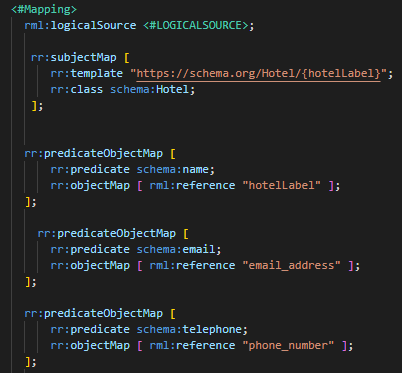 <#Mapping>
rml:logicalSource <#LOGICALSOURCE>;
rr:subjectMap [
rr:template "https://schema.org/Hotel/{hotelLabel}";
rr:class schema:Hotel;
];
rr:predicateObjectMap [
rr:predicate schema:name;
rr:objectMap [ rml:reference "hotelLabel" ];
];
rr:predicateObjectMap [
rr:predicate schema:email;
rr:objectMap [ rml:reference "email_address" ];
];
rr:predicateObjectMap [
rr:predicate schema:telephone;
rr:objectMap [ rml:reference "phone_number" ];
];